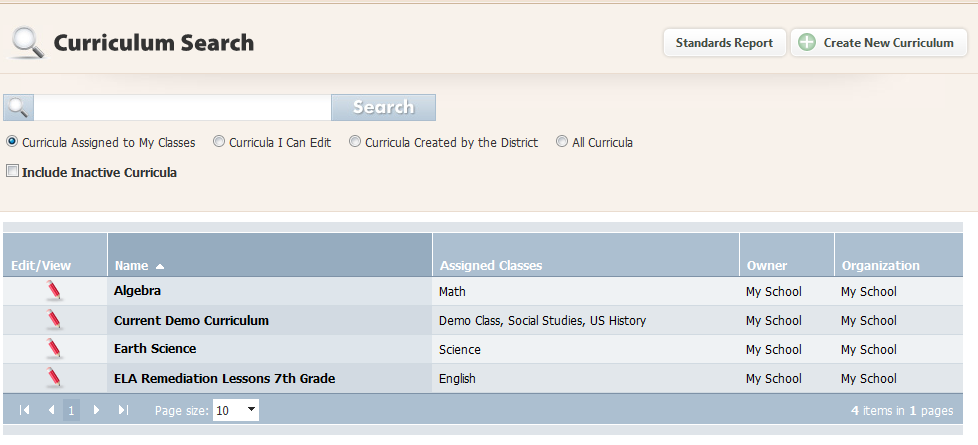 Curriculum Search
Standards Report
Create New Curriculum
Search
Curricula Assigned to My Classes Curricula I Can Edit Curricula Created by the District All Curricula
Include Inactive Curricula
Edit/View Name Assigned Classes Owner Organization
Algebra Math My School My School
Current Demo Curriculum Demo Class, Social Studies, US History My School My School
Earth Science Science My School My School
ELA Remediation Lessons 7th Grade English My School My School
1 Page size: 10 4 items in 1 pages